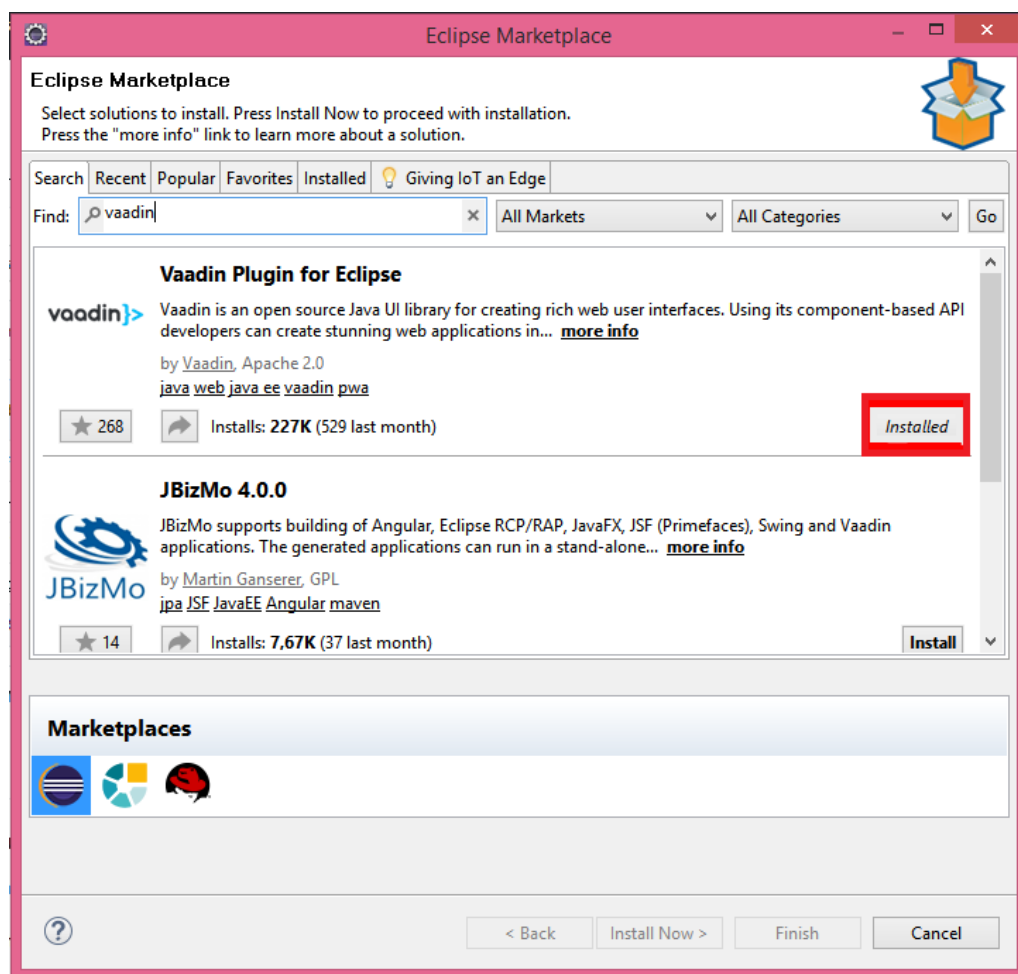 Eclipse Marketplace
Eclipse Marketplace
Select solutions to install. Press Install Now to proceed with installation.
Press the "more info" link to learn more about a solution.
Search Recent Popular Favorites Installed Giving IoT an Edge
Find: vaadin All Markets All Categories Go
Vaadin Plugin for Eclipse
vaadin}>
Vaadin is an open source Java UI library for creating rich web user interfaces. Using its component-based API
developers can create stunning web applications in... more info
by Vaadin, Apache 2.0
java web java ee vaadin pwa
268 Installs: 227K (529 last month) Installed
JBizMo 4.0.0
JBizMo supports building of Angular, Eclipse RCP/RAP, JavaFX, JSF (Primefaces), Swing and Vaadin
applications. The generated applications can run in a stand-alone... more info
JBizMo
by Martin Ganserer, GPL
jpa JSF JavaEE Angular maven
14 Installs: 7,67K (37 last month) Install
Marketplaces
? < Back Install Now > Finish Cancel